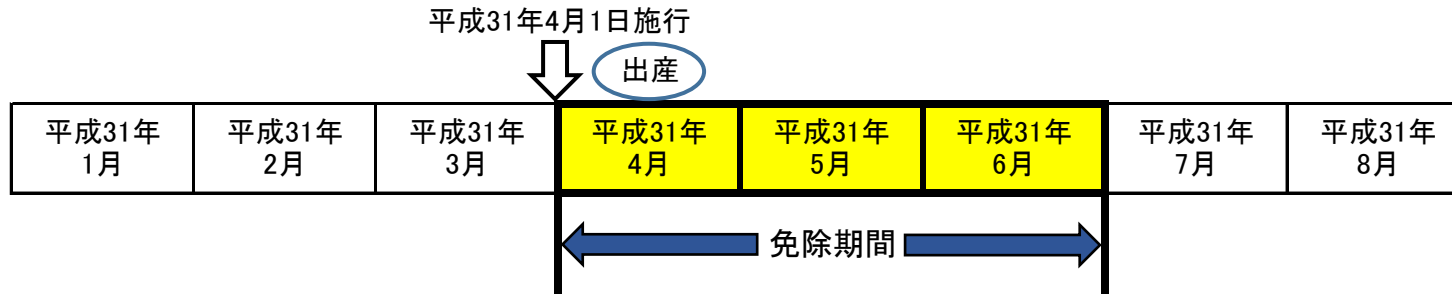 平成31年4月1日施行
出産
平成31年
1月
平成31年
2月
平成31年
3月
平成31年
4月
平成31年
5月
平成31年
6月
平成31年
7月
平成31年
8月
免除期間